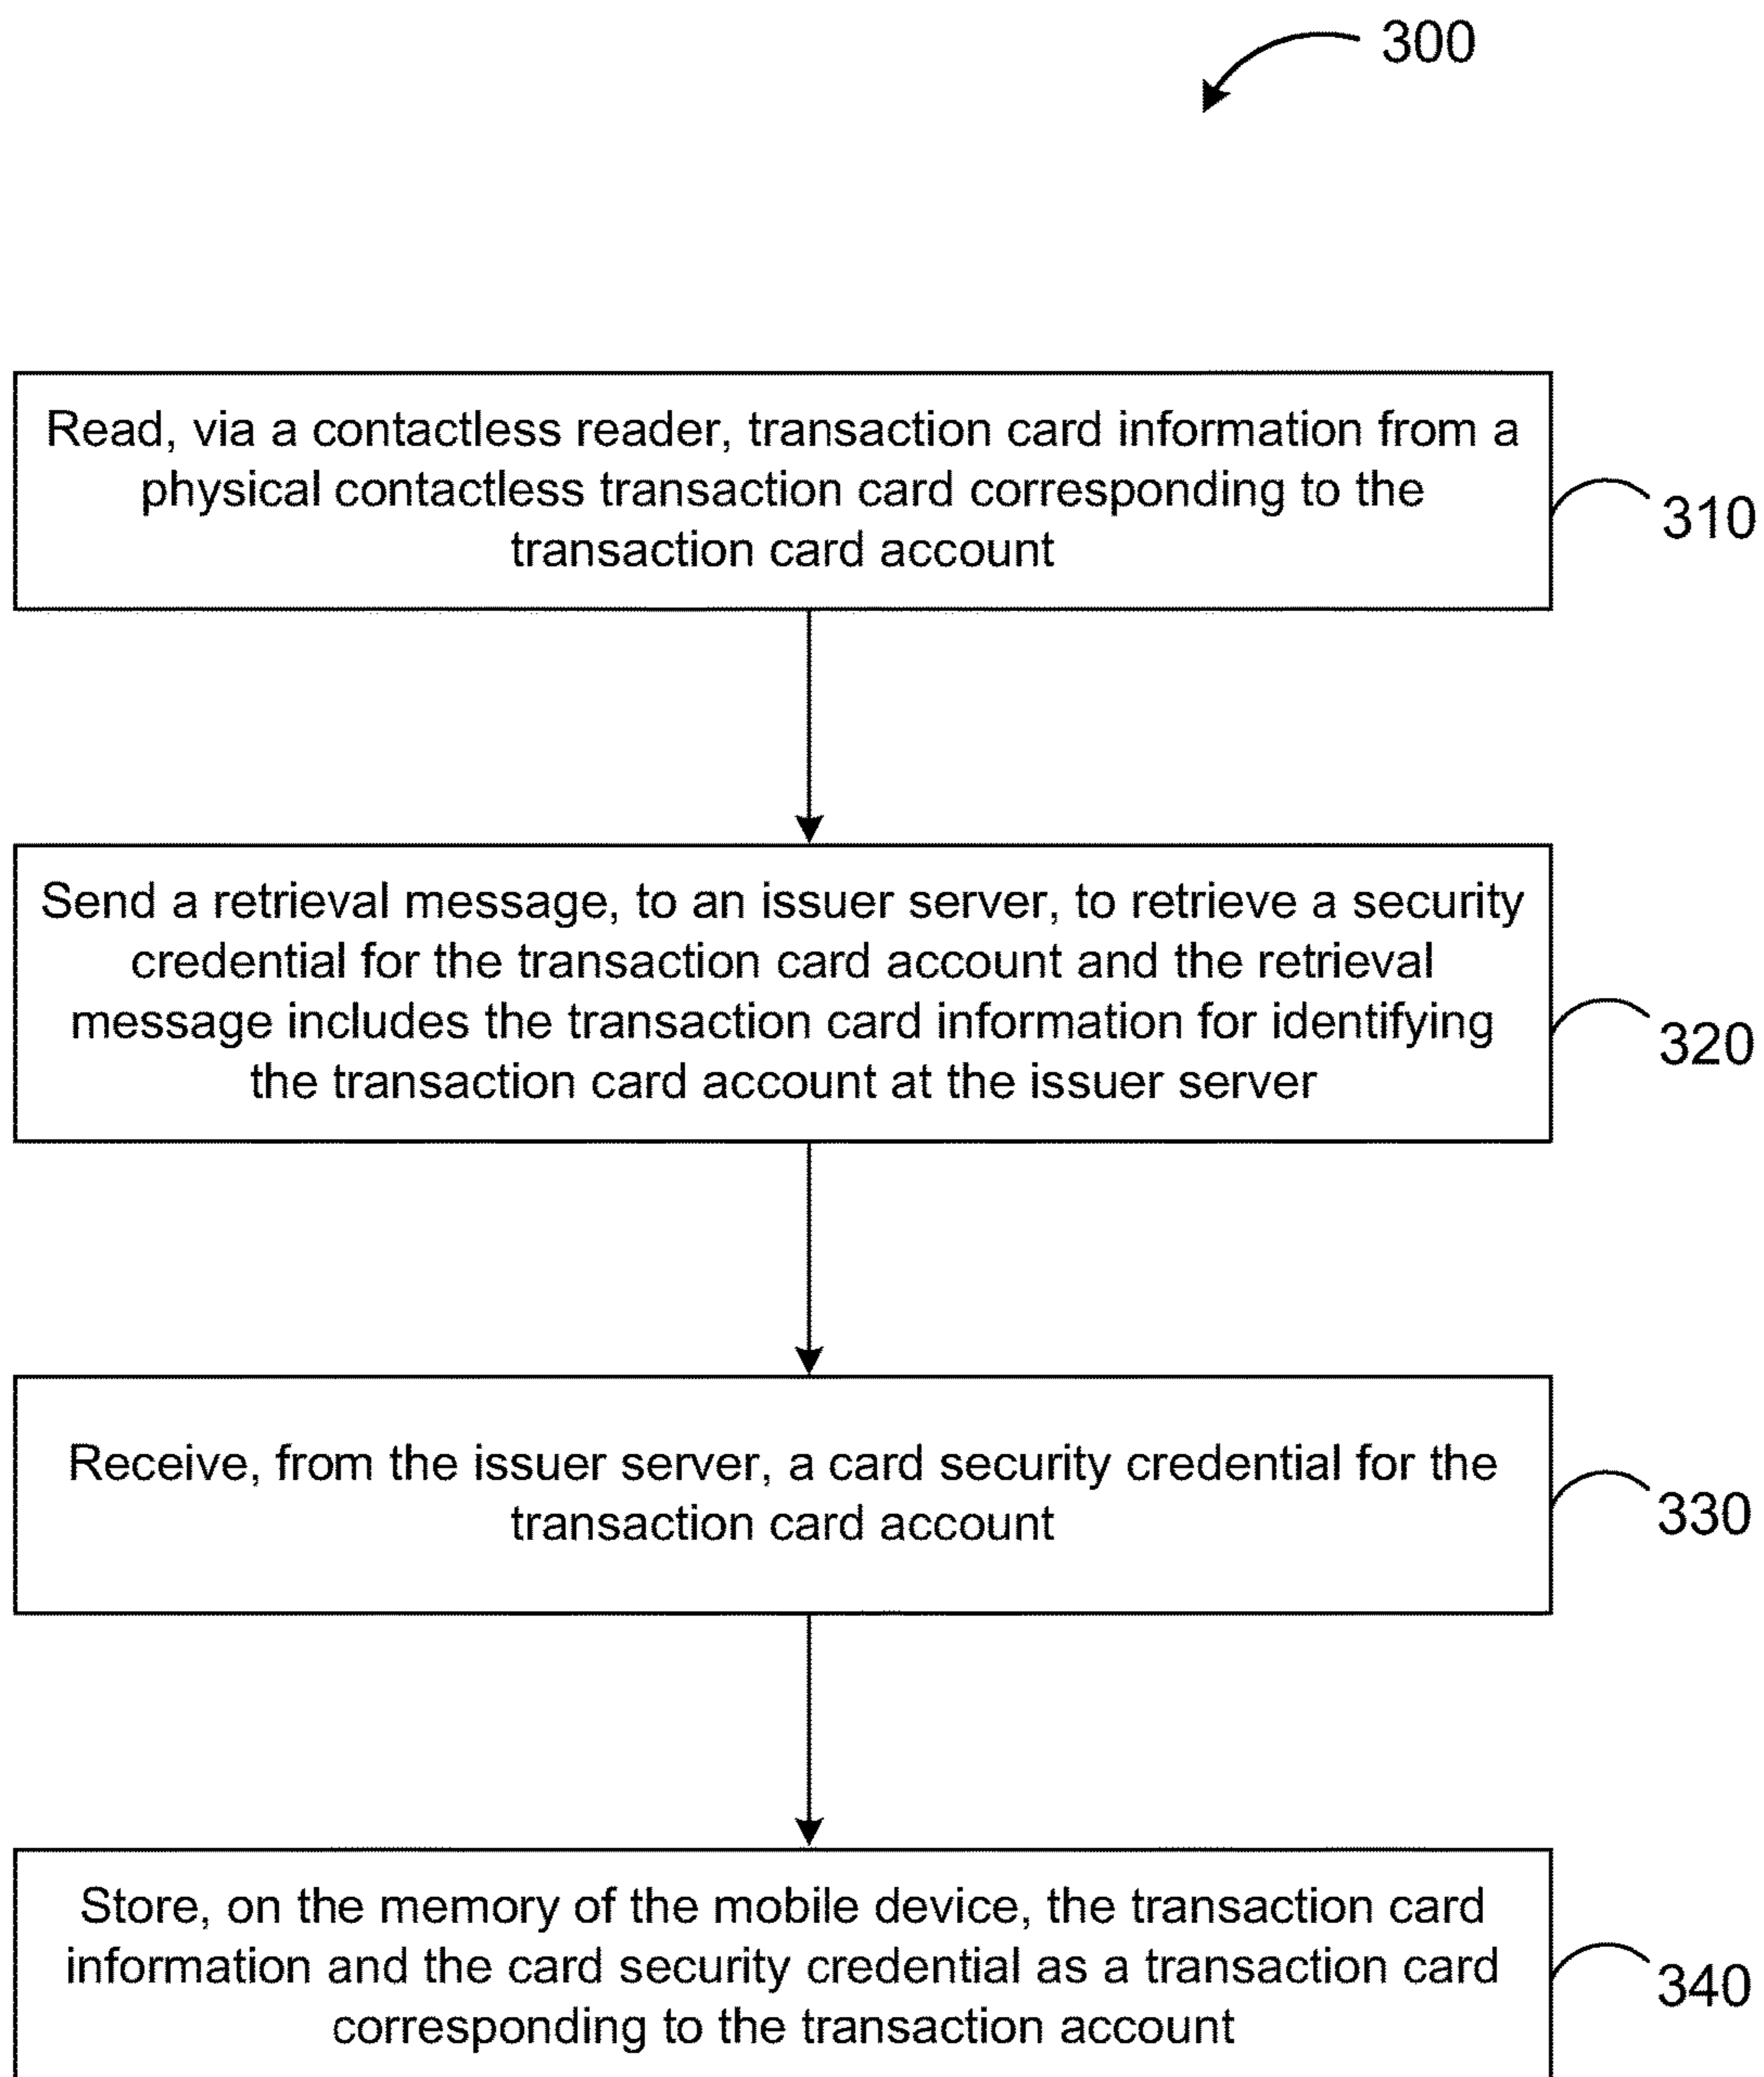 300
Read, via a contactless reader, transaction card information from a
physical contactless transaction card corresponding to the
transaction card account
310
Send a retrieval message, to an issuer server, to retrieve a security
credential for the transaction card account and the retrieval
message includes the transaction card information for identifying
the transaction card account at the issuer server
320
Receive, from the issuer server, a card security credential for the
transaction card account
330
Store, on the memory of the mobile device, the transaction card
information and the card security credential as a transaction card
corresponding to the transaction account
340